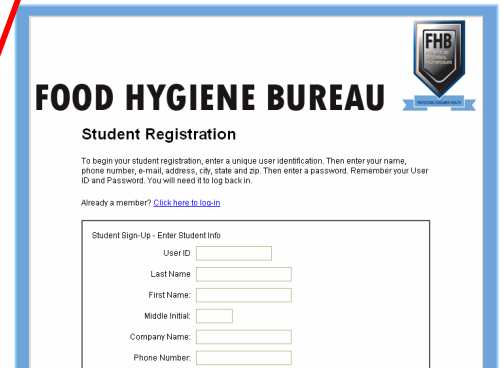 FHB
PROTECTING CONSUMER HEALTH
FOOD HYGIENE BUREAU
Student Registration
To begin your student registration, enter a unique user identification. Then enter your name,
phone number, e-mail, address, city, state and zip. Then enter a password. Remember your User
ID and Password. You will need it to log back in.
Already a member? Click here to log-in
Student Sign-Up - Enter Student Info
User ID
Last Name
First Name:
Middle Initial:
Company Name:
Phone Number: